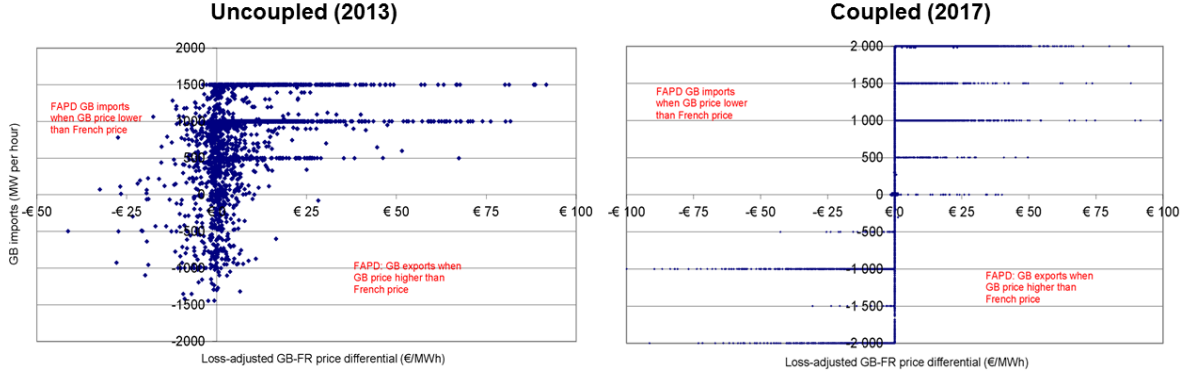 Uncoupled (2013)
2000
1500
1000
500
0
-500
-1000
-1500
-2000
-€ 50
-€ 25
€ 25
€ 50
€ 75
€ 100
GB imports (MW per hour)
FAPD GB imports
when GB price lower
than French price
FAPD: GB exports when
GB price higher than
French price
Loss-adjusted GB-FR price differential (€/MWh)
Coupled (2017)
2 000
1 500
1 000
500
0
-500
-1 000
-1 500
-2 000
-€ 100
-€ 75
-€ 50
-€ 25
€ 0
€ 25
€ 50
€ 75
€ 100
FAPD GB imports
when GB price lower
than French price
FAPD: GB exports when
GB price higher than
French price
Loss-adjusted GB-FR price differential (€/MWh)